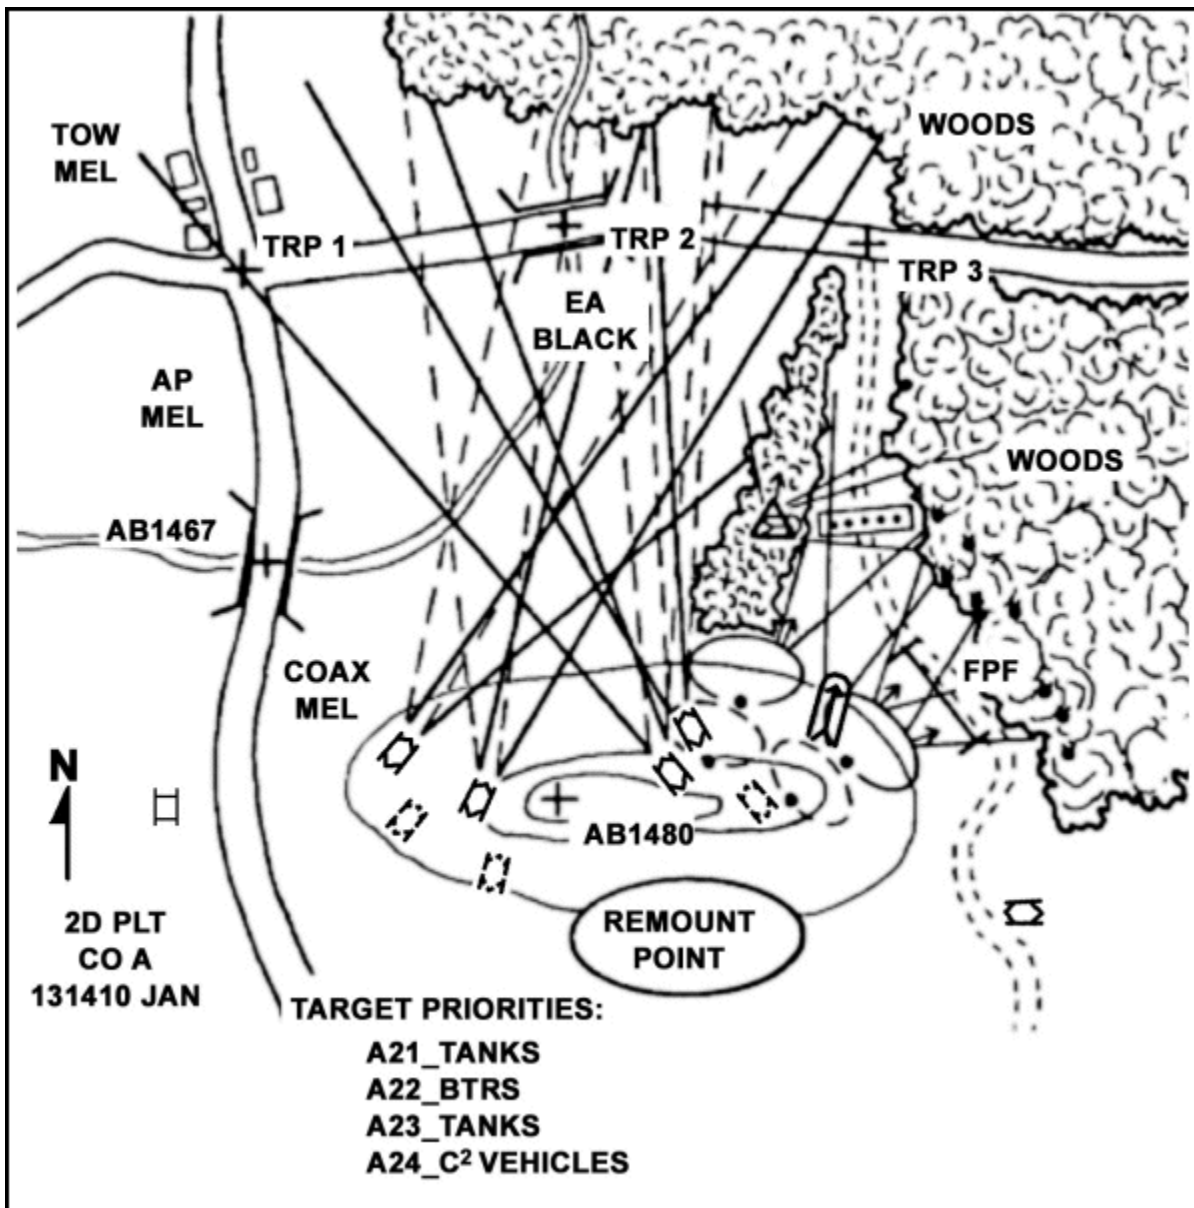 WOODS
TOW
MEL
TRP 1
TRP 2
TRP 3
EA
BLACK
AP
MEL
WOODS
AB1467
COAX
MEL
FPF
N
AB1480
2D PLT
CO A
131410 JAN
REMOUNT
POINT
TARGET PRIORITIES:
A21_TANKS
A22_BTRS
A23_TANKS
A24_C² VEHICLES